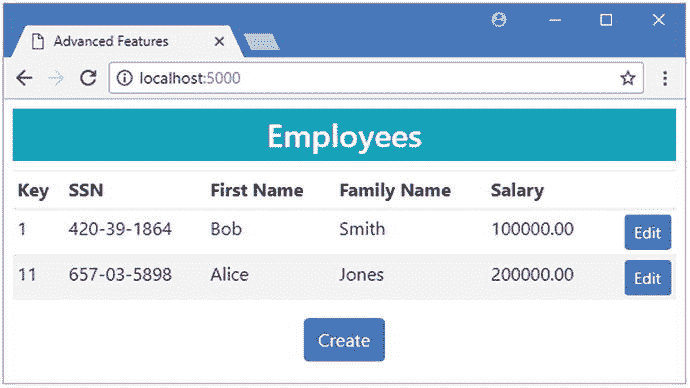 Advanced Features
localhost:5000
Employees
Key SSN First Name Family Name Salary
1 420-39-1864 Bob Smith 100000.00 Edit
11 657-03-5898 Alice Jones 200000.00 Edit
Create